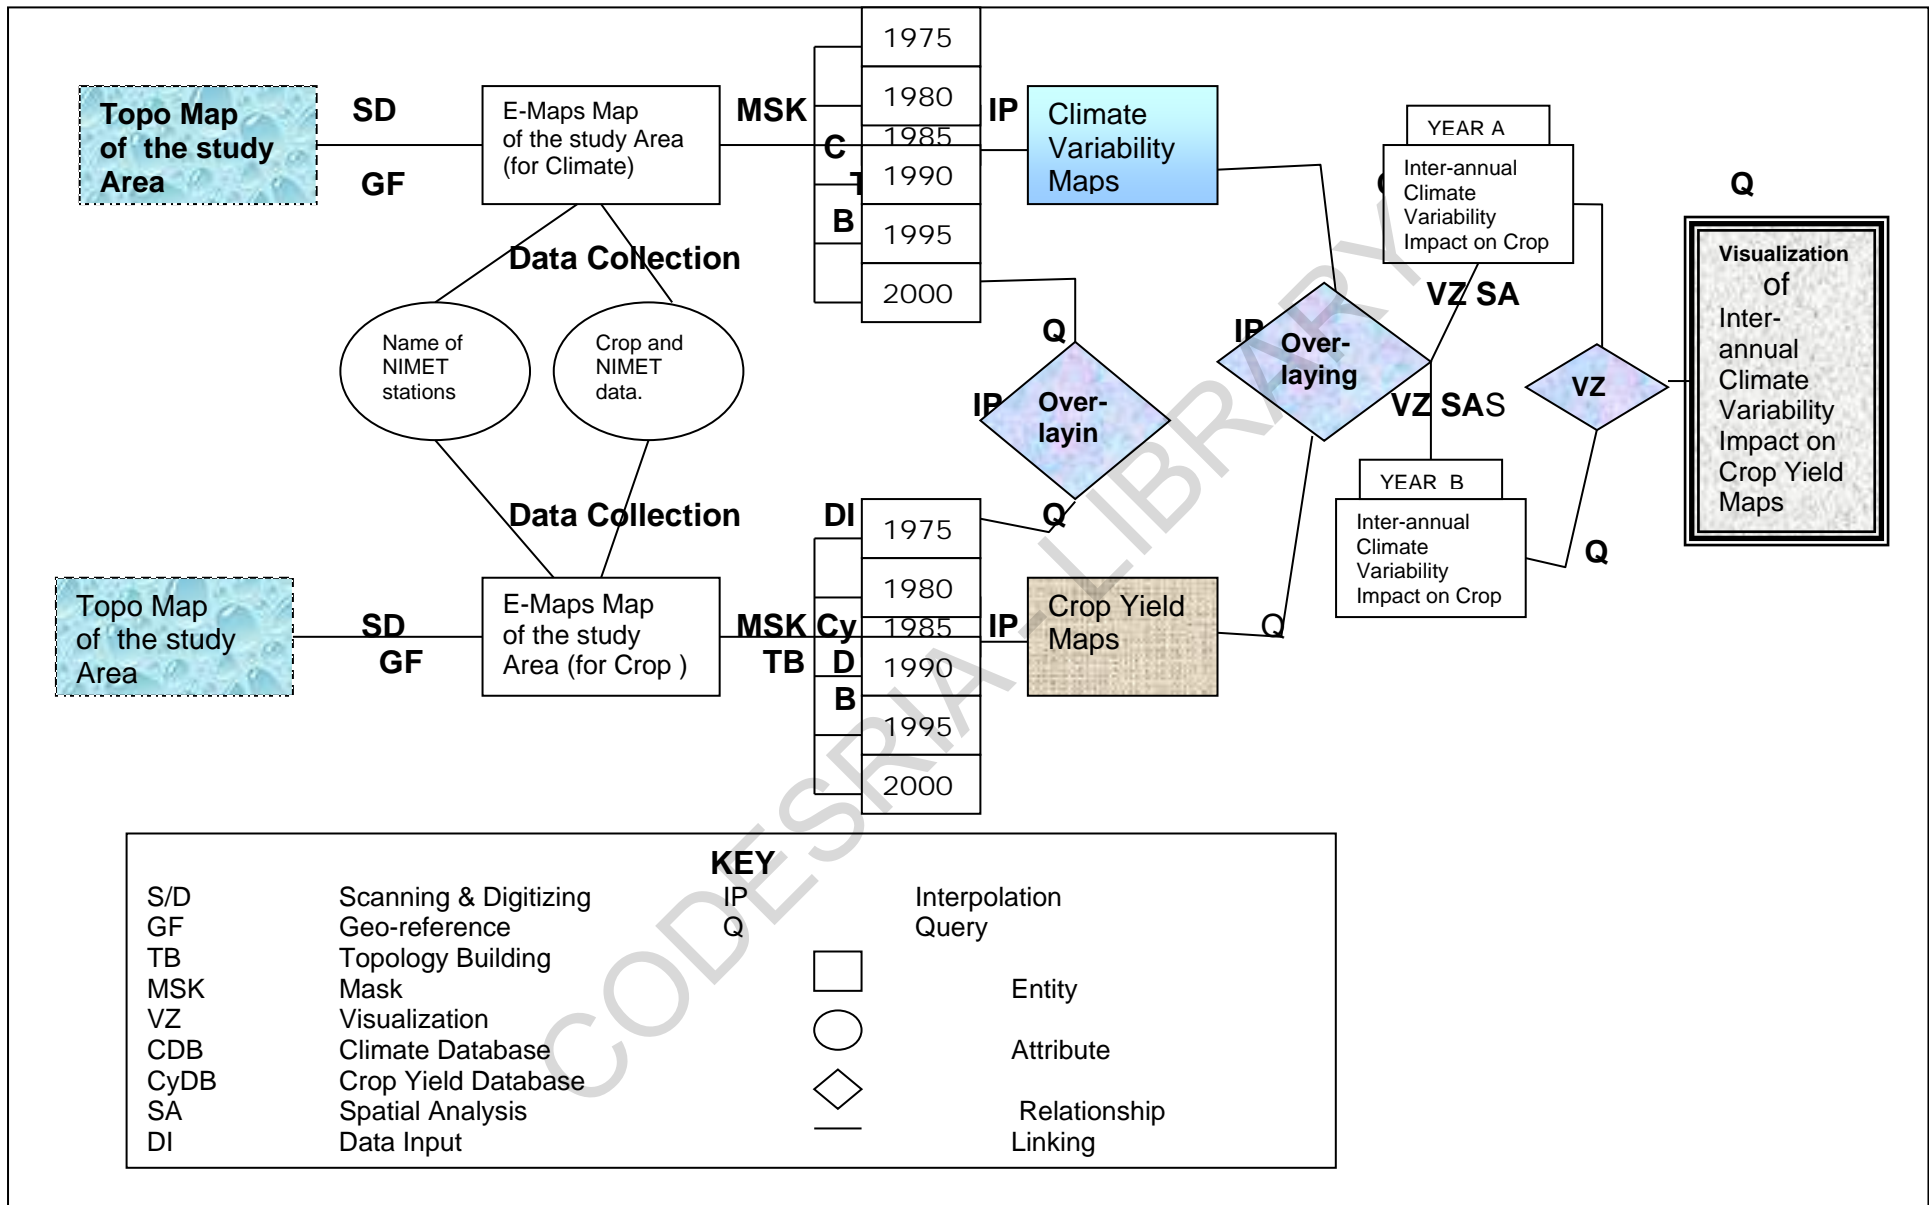 Topo Map
of the study
Area
SD
GF
E-Maps Map
of the study Area
(for Climate)
MSK
C
T
B
1975
1980
1985
1990
1995
2000
IP
Climate
Variability
Maps
Data Collection
Name of
NIMET
stations
Crop and
NIMET
data.
Data Collection
Q
IP
Over-
layin
Q
IP
Over-
laying
YEAR A
Inter-annual
Climate
Variability
Impact on Crop
VZ SA
VZ SAS
YEAR B
Inter-annual
Climate
Variability
Impact on Crop
VZ
Q
Q
Visualization
of
Inter-
annual
Climate
Variability
Impact on
Crop Yield
Maps
Topo Map
of the study
Area
SD
GF
E-Maps Map
of the study
Area (for Crop )
MSK
TB
DI
Cy
D
B
1975
1980
1985
1990
1995
2000
IP
Crop Yield
Maps
Q
KEY
S/D Scanning & Digitizing IP Interpolation
GF Geo-reference Q Query
TB Topology Building
MSK Mask Entity
VZ Visualization
CDB Climate Database Attribute
CyDB Crop Yield Database
SA Spatial Analysis Relationship
DI Data Input Linking
CODESRIA - LIBRARY